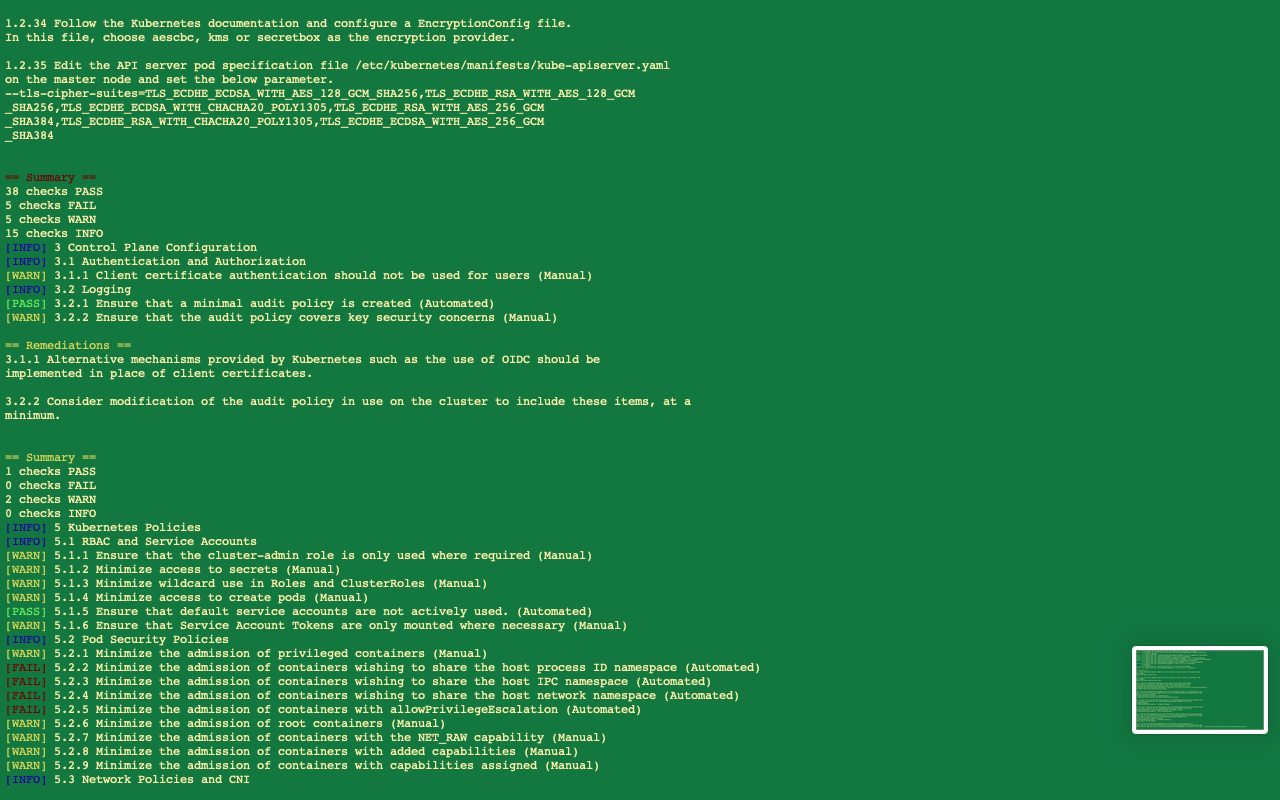 1.2.34 Follow the Kubernetes documentation and configure a EncryptionConfig file.
In this file, choose aescbc, kms or secretbox as the encryption provider.
1.2.35 Edit the API server pod specification file /etc/kubernetes/manifests/kube-apiserver.yaml
on the master node and set the below parameter.
--tls-cipher-suites=TLS_ECDHE_ECDSA_WITH_AES_128_GCM_SHA256,TLS_ECDHE_RSA_WITH_AES_128_GCM
_SHA256,TLS_ECDHE_ECDSA_WITH_CHACHA20_POLY1305,TLS_ECDHE_RSA_WITH_AES_256_GCM
_SHA384,TLS_ECDHE_RSA_WITH_CHACHA20_POLY1305,TLS_ECDHE_ECDSA_WITH_AES_256_GCM
_SHA384
== Summary ==
38 checks PASS
5 checks FAIL
5 checks WARN
15 checks INFO
[INFO] 3 Control Plane Configuration
[INFO] 3.1 Authentication and Authorization
[WARN] 3.1.1 Client certificate authentication should not be used for users (Manual)
[INFO] 3.2 Logging
[PASS] 3.2.1 Ensure that a minimal audit policy is created (Automated)
[WARN] 3.2.2 Ensure that the audit policy covers key security concerns (Manual)
== Remediations ==
3.1.1 Alternative mechanisms provided by Kubernetes such as the use of OIDC should be
implemented in place of client certificates.
3.2.2 Consider modification of the audit policy in use on the cluster to include these items, at a
minimum.
== Summary ==
1 checks PASS
0 checks FAIL
2 checks WARN
0 checks INFO
[INFO] 5 Kubernetes Policies
[INFO] 5.1 RBAC and Service Accounts
[WARN] 5.1.1 Ensure that the cluster-admin role is only used where required (Manual)
[WARN] 5.1.2 Minimize access to secrets (Manual)
[WARN] 5.1.3 Minimize wildcard use in Roles and ClusterRoles (Manual)
[WARN] 5.1.4 Minimize access to create pods (Manual)
[PASS] 5.1.5 Ensure that default service accounts are not actively used. (Automated)
[WARN] 5.1.6 Ensure that Service Account Tokens are only mounted where necessary (Manual)
[INFO] 5.2 Pod Security Policies
[WARN] 5.2.1 Minimize the admission of privileged containers (Manual)
[FAIL] 5.2.2 Minimize the admission of containers wishing to share the host process ID namespace (Automated)
[FAIL] 5.2.3 Minimize the admission of containers wishing to share the host IPC namespace (Automated)
[FAIL] 5.2.4 Minimize the admission of containers wishing to share the host network namespace (Automated)
[FAIL] 5.2.5 Minimize the admission of containers with allowPrivilegeEscalation (Automated)
[WARN] 5.2.6 Minimize the admission of root containers (Manual)
[WARN] 5.2.7 Minimize the admission of containers with the NET_RAW capability (Manual)
[WARN] 5.2.8 Minimize the admission of containers with added capabilities (Manual)
[WARN] 5.2.9 Minimize the admission of containers with capabilities assigned (Manual)
[INFO] 5.3 Network Policies and CNI